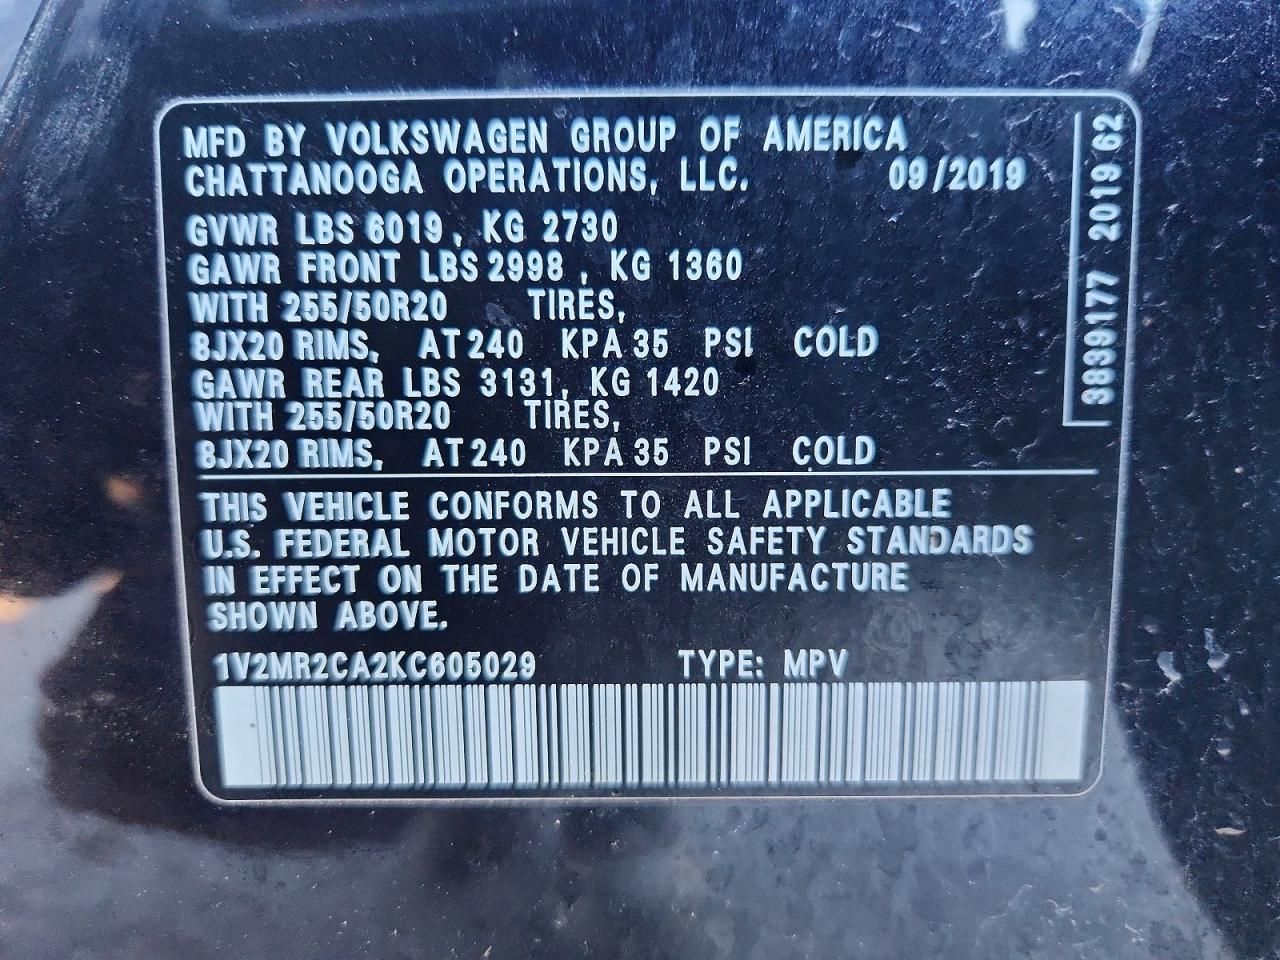 MFD BY VOLKSWAGEN GROUP OF AMERICA
CHATTANOOGA OPERATIONS, LLC. 09/2019
GVWR LBS 6019, KG 2730
GAWR FRONT LBS 2998, KG 1360
WITH 255/50R20 TIRES,
8JX20 RIMS, AT 240 KPA 35 PSI COLD
GAWR REAR LBS 3131, KG 1420
WITH 255/50R20 TIRES,
8JX20 RIMS, AT 240 KPA 35 PSI COLD
THIS VEHICLE CONFORMS TO ALL APPLICABLE
U.S. FEDERAL MOTOR VEHICLE SAFETY STANDARDS
IN EFFECT ON THE DATE OF MANUFACTURE
SHOWN ABOVE.
1V2MR2CA2KC605029 TYPE: MPV
3839177 2019 62